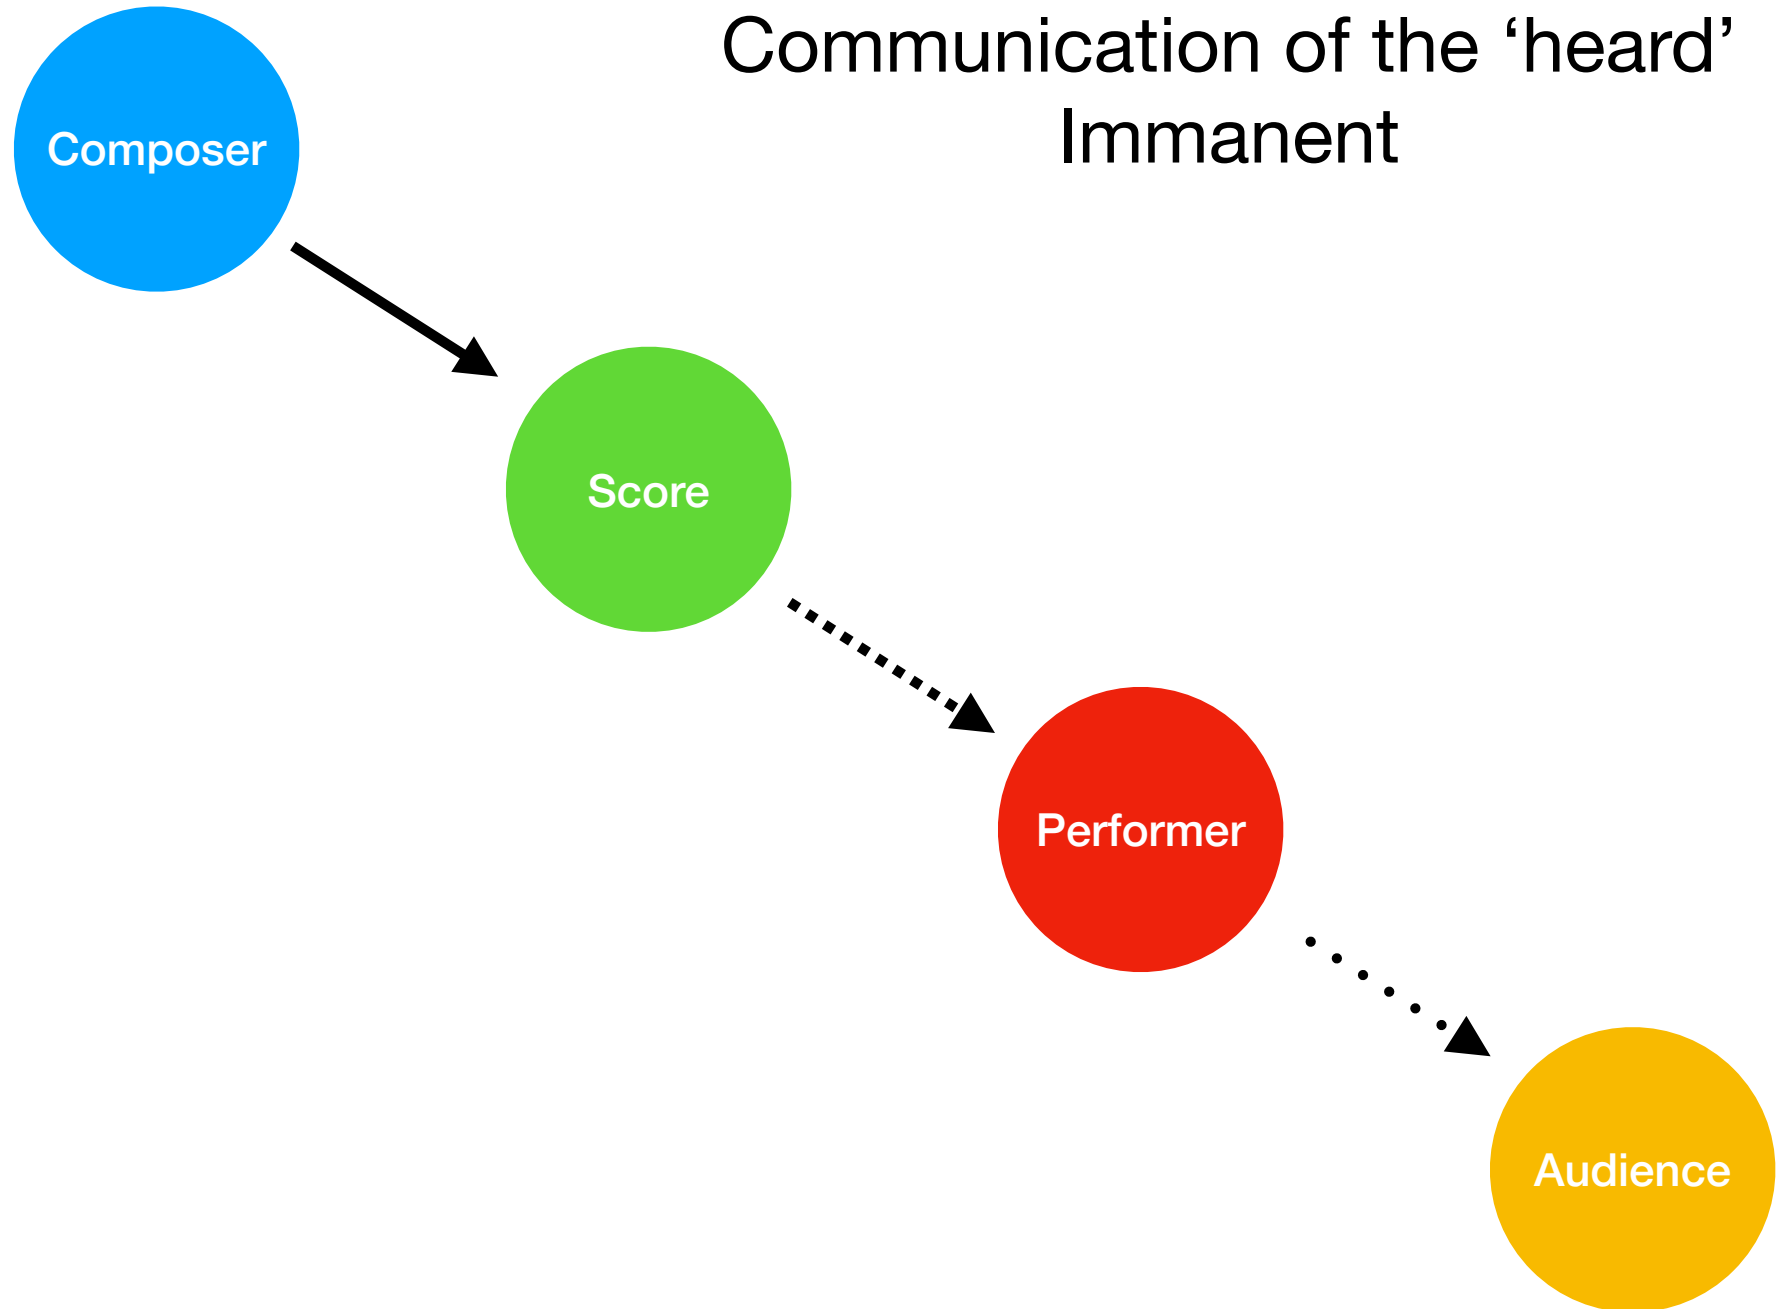 Communication of the ‘heard’
Immanent
Composer
Score
Performer
Audience